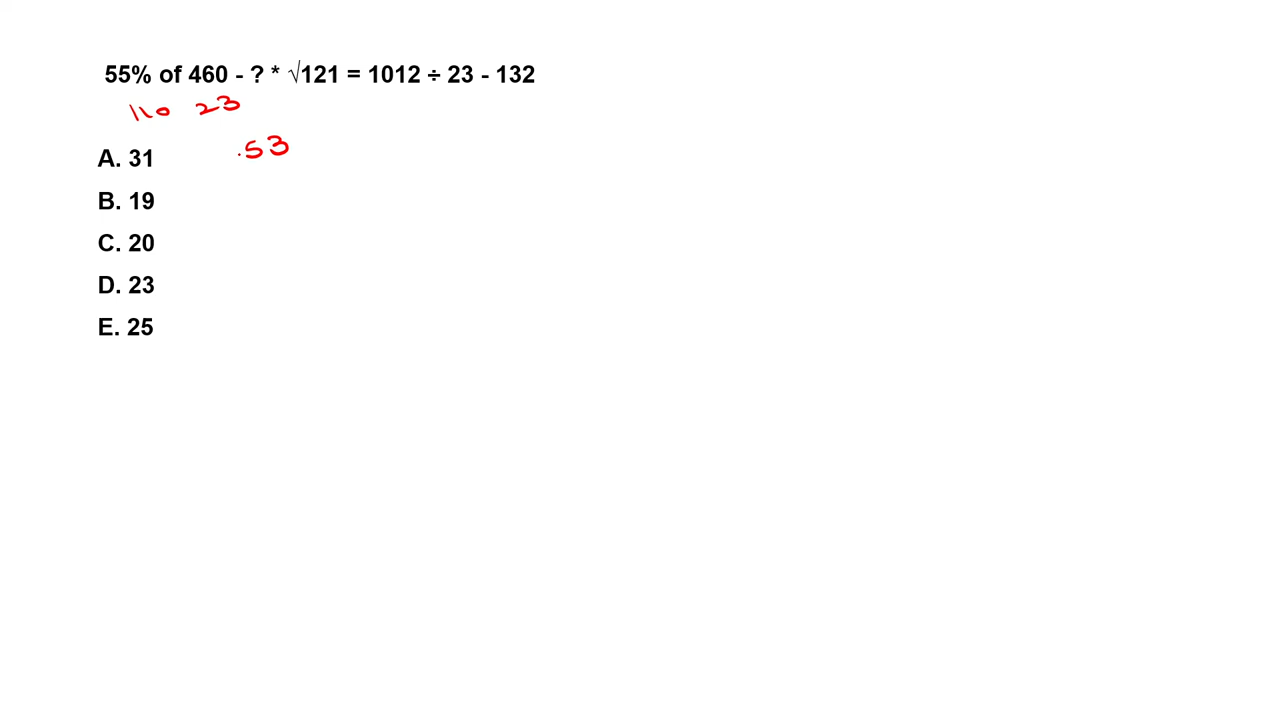 55% of 460 - ? * √121 = 1012 ÷ 23 - 132
110 23
.53
A. 31
B. 19
C. 20
D. 23
E. 25